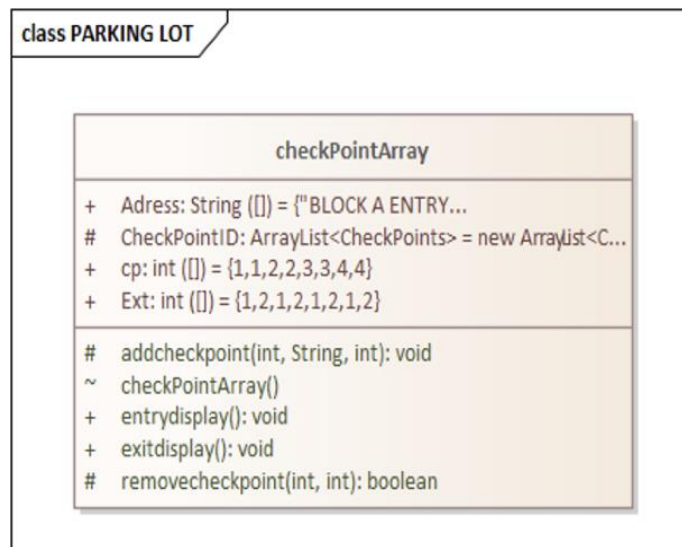 class PARKING LOT
checkPointArray
+ Adress: String ([]) = {"BLOCK A ENTRY...
# CheckPointID: ArrayList<CheckPoints> = new ArrayList<C...
+ cp: int ([]) = {1,1,2,2,3,3,4,4}
+ Ext: int ([]) = {1,2,1,2,1,2,1,2}
# addcheckpoint(int, String, int): void
~ checkPointArray()
+ entrydisplay(): void
+ exitdisplay(): void
# removecheckpoint(int, int): boolean